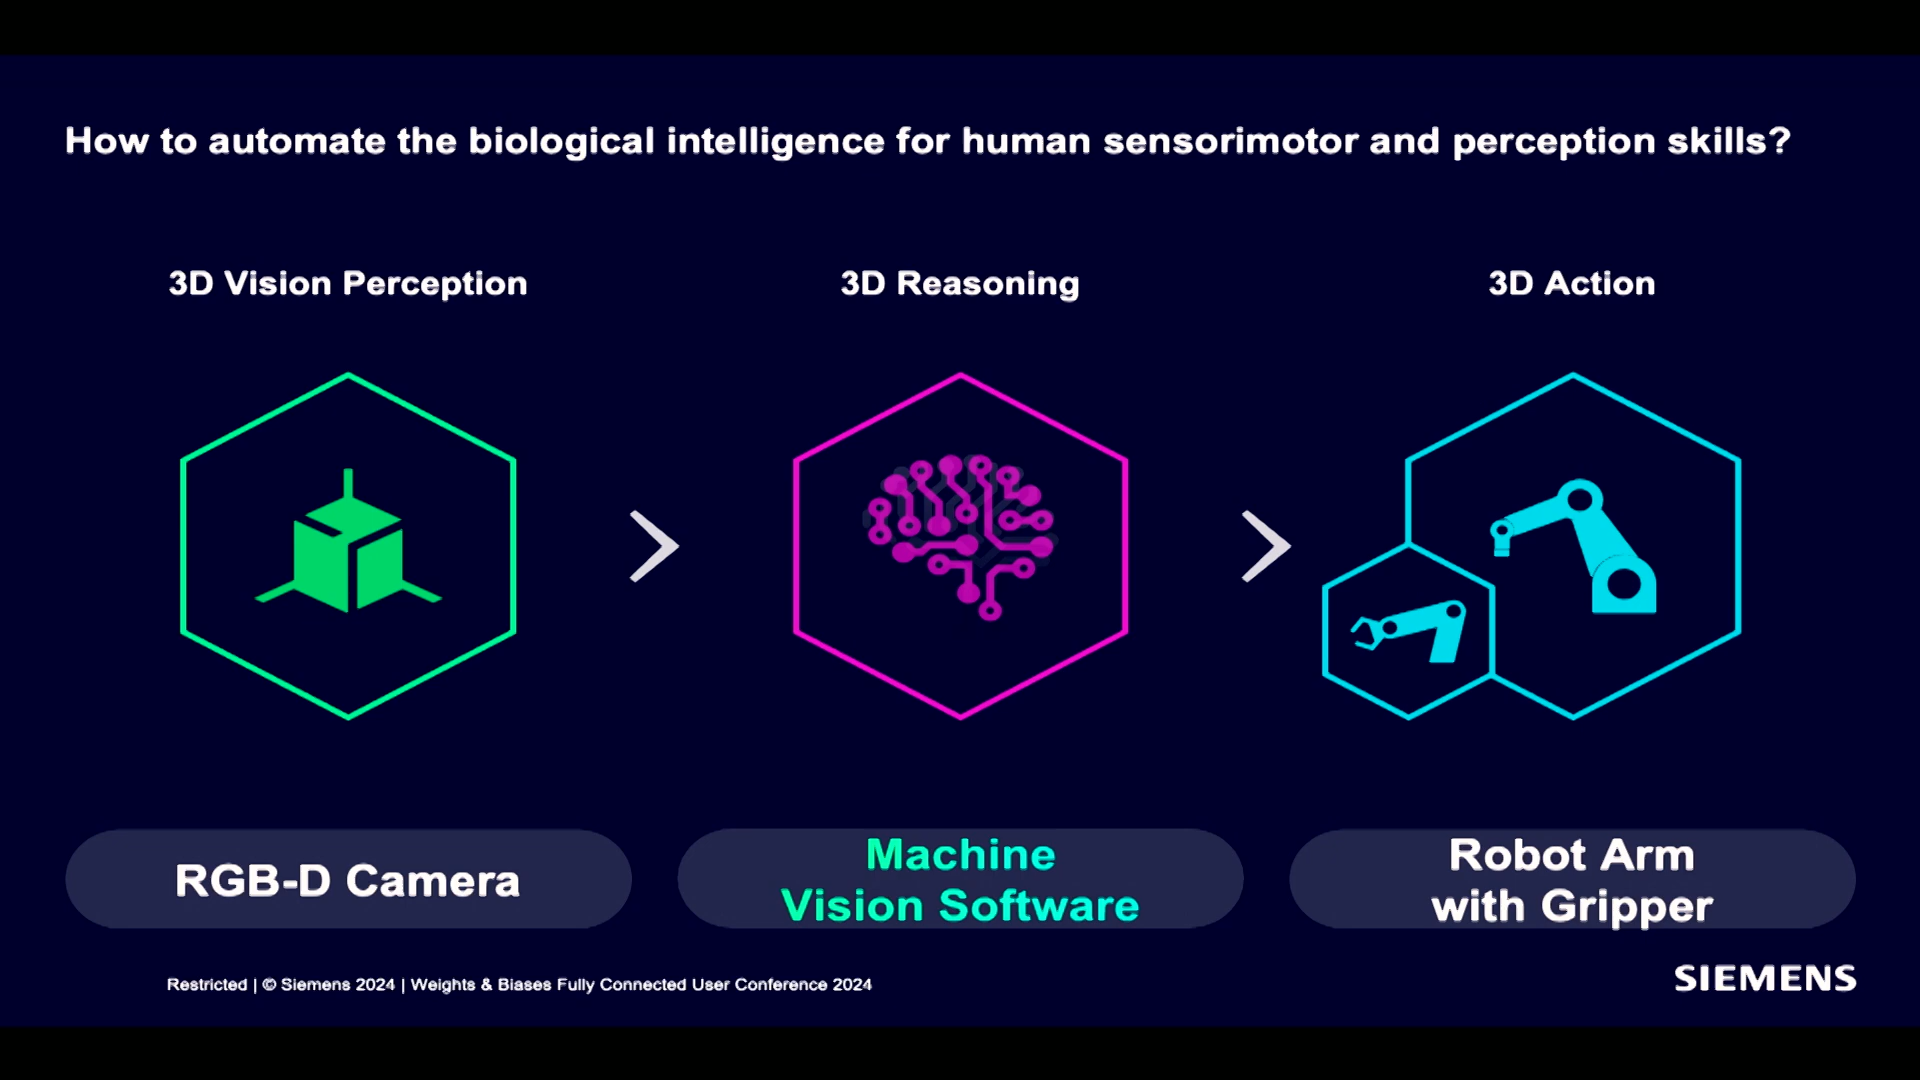 How to automate the biological intelligence for human sensorimotor and perception skills?
3D Vision Perception
3D Reasoning
3D Action
RGB-D Camera
Machine
Vision Software
Robot Arm
with Gripper
Restricted | © Siemens 2024 | Weights & Biases Fully Connected User Conference 2024
SIEMENS